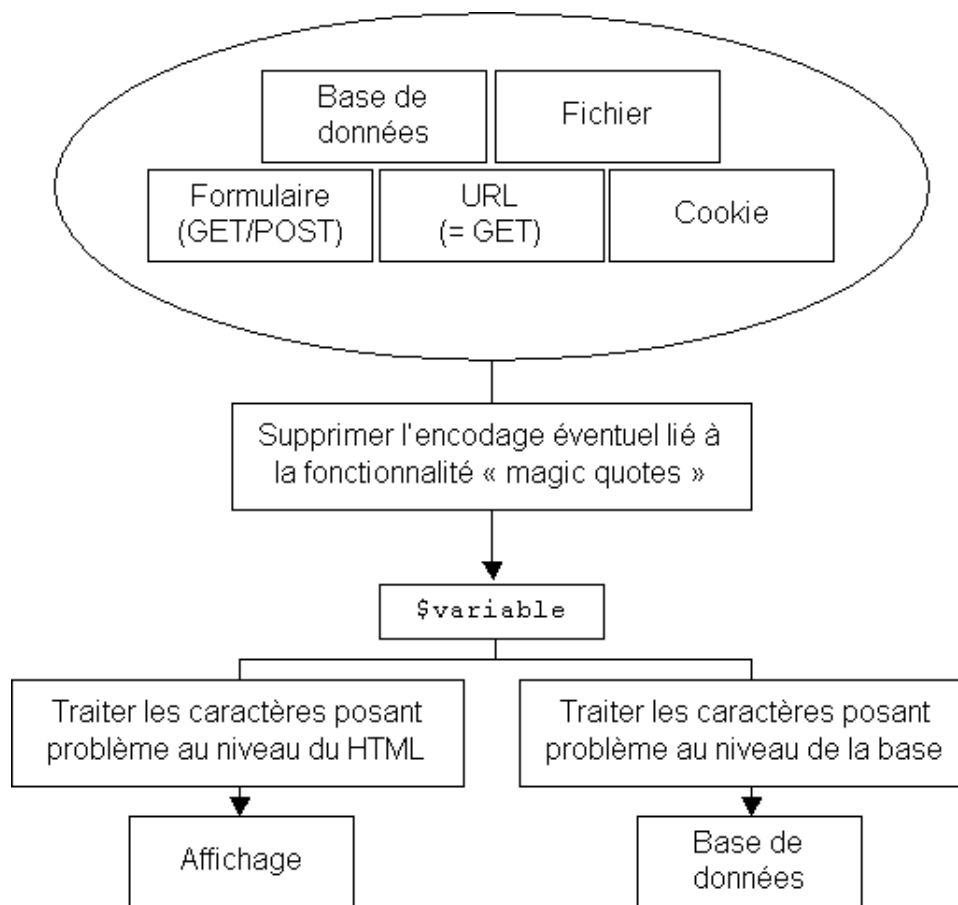 Base de
données
Fichier
Formulaire
(GET/POST)
URL
(= GET)
Cookie
Supprimer l'encodage éventuel lié à
la fonctionnalité « magic quotes »
$variable
Traiter les caractères posant
problème au niveau du HTML
Traiter les caractères posant
problème au niveau de la base
Affichage
Base de
données